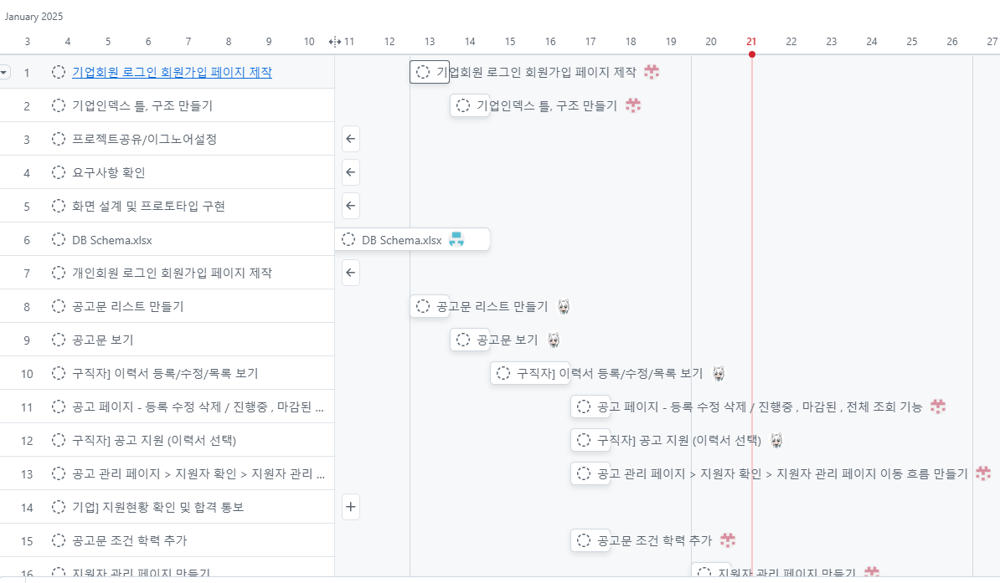 January 2025
3 4 5 6 7 8 9 10 11 12 13 14 15 16 17 18 19 20 21 22 23 24 25 26 27
1 기업회원 로그인 회원가입 페이지 제작 기업회원 로그인 회원가입 페이지 제작
2 기업인덱스 틀, 구조 만들기 기업인덱스 틀, 구조 만들기
3 프로젝트공유/이그노어설정
4 요구사항 확인
5 화면 설계 및 프로토타입 구현
6 DB Schema.xlsx DB Schema.xlsx
7 개인회원 로그인 회원가입 페이지 제작
8 공고문 리스트 만들기 공고문 리스트 만들기
9 공고문 보기 공고문 보기
10 구직자] 이력서 등록/수정/목록 보기 구직자] 이력서 등록/수정/목록 보기
11 공고 페이지 - 등록 수정 삭제 / 진행중 , 마감된 ... 공고 페이지 - 등록 수정 삭제 / 진행중 , 마감된 , 전체 조회 기능
12 구직자] 공고 지원 (이력서 선택) 구직자] 공고 지원 (이력서 선택)
13 공고 관리 페이지 > 지원자 확인 > 지원자 관리 ... 공고 관리 페이지 > 지원자 확인 > 지원자 관리 페이지 이동 흐름 만들기
14 기업] 지원현황 확인 및 합격 통보
15 공고문 조건 학력 추가 공고문 조건 학력 추가
16 지원자 관리 페이지 만들기 지원자 관리 페이지 만들기